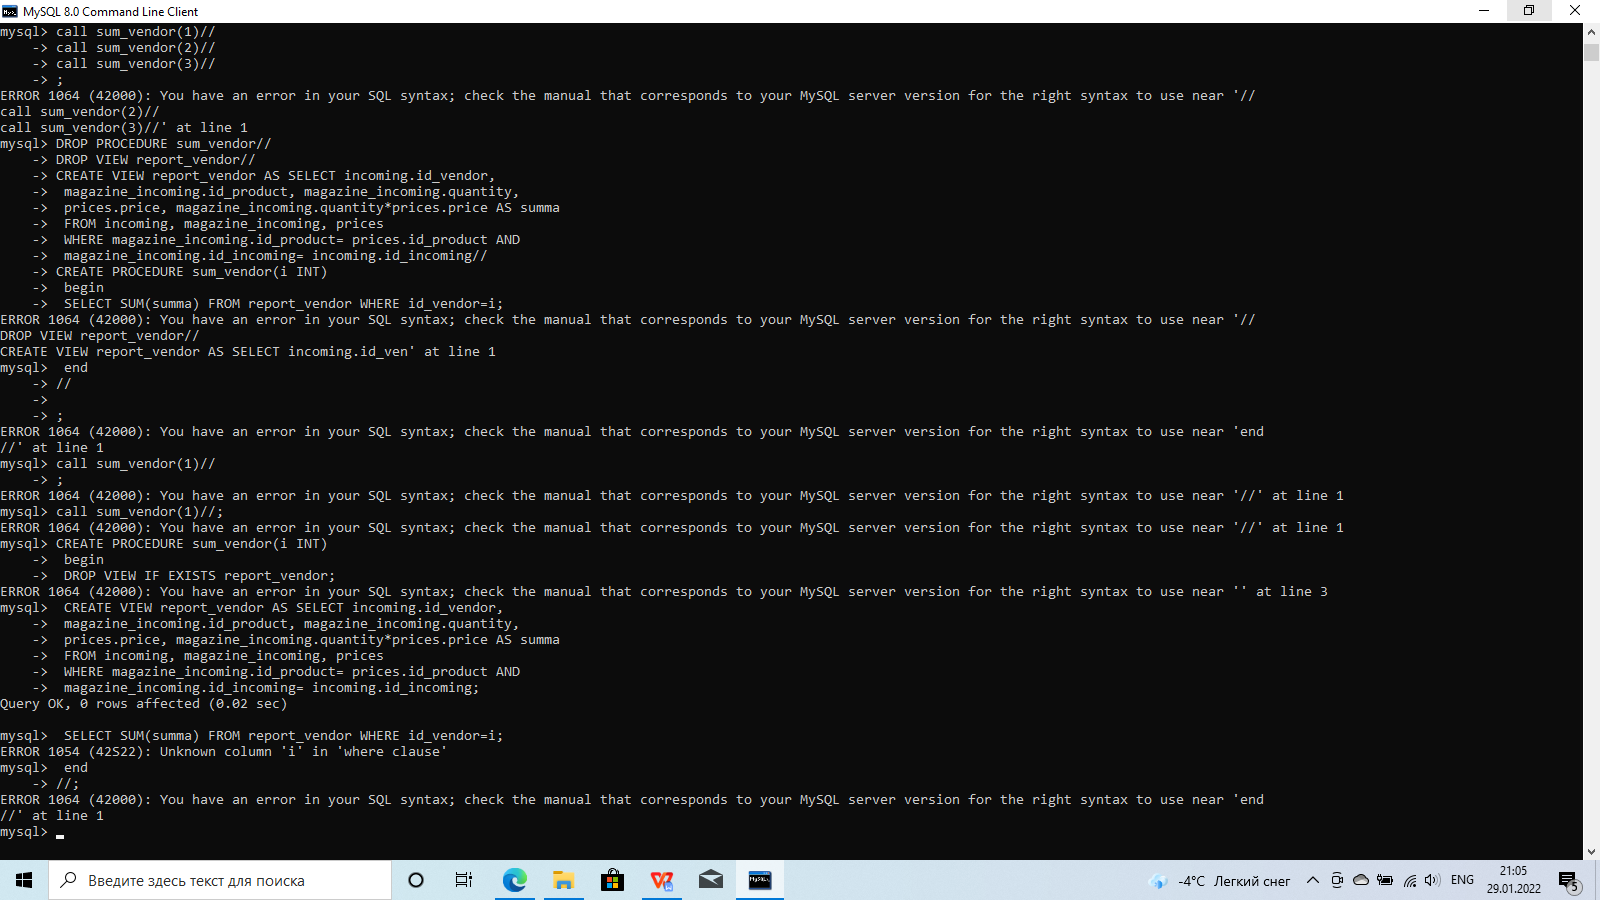 MySQL 8.0 Command Line Client
mysql> call sum_vendor(1)//
    -> call sum_vendor(2)//
    -> call sum_vendor(3)//
    -> ;
ERROR 1064 (42000): You have an error in your SQL syntax; check the manual that corresponds to your MySQL server version for the right syntax to use near '//
call sum_vendor(2)//
call sum_vendor(3)//' at line 1
mysql> DROP PROCEDURE sum_vendor//
    -> DROP VIEW report_vendor//
    -> CREATE VIEW report_vendor AS SELECT incoming.id_vendor,
    ->  magazine_incoming.id_product, magazine_incoming.quantity,
    ->  prices.price, magazine_incoming.quantity*prices.price AS summa
    ->  FROM incoming, magazine_incoming, prices
    ->  WHERE magazine_incoming.id_product= prices.id_product AND
    ->  magazine_incoming.id_incoming= incoming.id_incoming//
    -> CREATE PROCEDURE sum_vendor(i INT)
    ->  begin
    ->  SELECT SUM(summa) FROM report_vendor WHERE id_vendor=i;
ERROR 1064 (42000): You have an error in your SQL syntax; check the manual that corresponds to your MySQL server version for the right syntax to use near '//
DROP VIEW report_vendor//
CREATE VIEW report_vendor AS SELECT incoming.id_ven' at line 1
mysql>  end
    -> //
    ->
    -> ;
ERROR 1064 (42000): You have an error in your SQL syntax; check the manual that corresponds to your MySQL server version for the right syntax to use near 'end
//' at line 1
mysql> call sum_vendor(1)//
    -> ;
ERROR 1064 (42000): You have an error in your SQL syntax; check the manual that corresponds to your MySQL server version for the right syntax to use near '//' at line 1
mysql> call sum_vendor(1)//;
ERROR 1064 (42000): You have an error in your SQL syntax; check the manual that corresponds to your MySQL server version for the right syntax to use near '//' at line 1
mysql> CREATE PROCEDURE sum_vendor(i INT)
    ->  begin
    ->  DROP VIEW IF EXISTS report_vendor;
ERROR 1064 (42000): You have an error in your SQL syntax; check the manual that corresponds to your MySQL server version for the right syntax to use near '' at line 3
mysql>  CREATE VIEW report_vendor AS SELECT incoming.id_vendor,
    ->  magazine_incoming.id_product, magazine_incoming.quantity,
    ->  prices.price, magazine_incoming.quantity*prices.price AS summa
    ->  FROM incoming, magazine_incoming, prices
    ->  WHERE magazine_incoming.id_product= prices.id_product AND
    ->  magazine_incoming.id_incoming= incoming.id_incoming;
Query OK, 0 rows affected (0.02 sec)
mysql>  SELECT SUM(summa) FROM report_vendor WHERE id_vendor=i;
ERROR 1054 (42S22): Unknown column 'i' in 'where clause'
mysql>  end
    -> //;
ERROR 1064 (42000): You have an error in your SQL syntax; check the manual that corresponds to your MySQL server version for the right syntax to use near 'end
//' at line 1
mysql>
Введите здесь текст для поиска
-4°C Легкий снег
ENG
21:05
29.01.2022
5